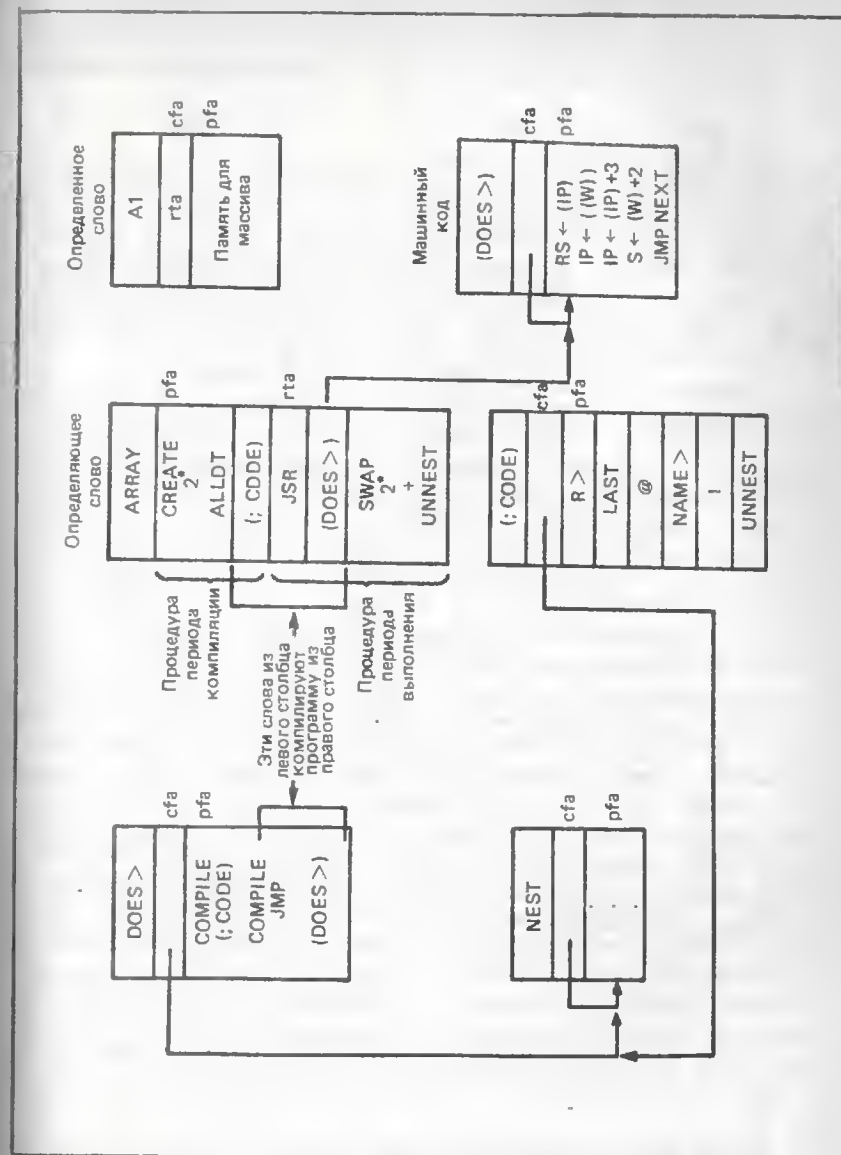 DOES >
cfa
pfa
COMPILE
(; CODE)
COMPILE
JMP
(DOES >)
Эти слова из
левого столбца
компилируют
программу из
правого столбца
NEST
cfa
pfa
. . .
Определяющее
слово
ARRAY
CREATE
2*
ALLDT
(; CDDE)
JSR
(DOES >)
SWAP
2*
+
UNNEST
pfa
rta
Процедура
периода
компиляции
Процедура
периода
выполнения
(; CODE)
cfa
pfa
R >
LAST
@
NAME >
!
UNNEST
Определенное
слово
A1
rta
cfa
pfa
Память для
массива
Машинный
код
(DOES >)
cfa
pfa
RS ← (IP)
IP ← ((W))
IP ← (IP) +3
S ← (W) +2
JMP NEXT